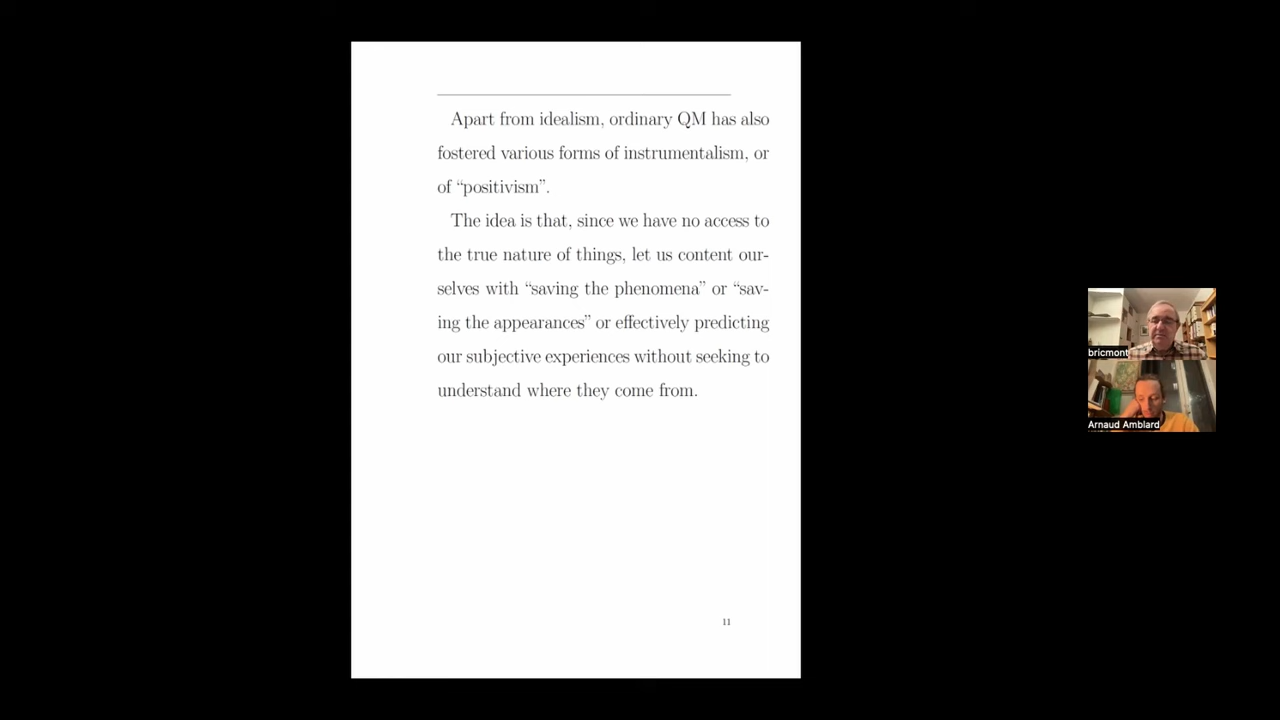 Apart from idealism, ordinary QM has also
fostered various forms of instrumentalism, or
of “positivism”.
The idea is that, since we have no access to
the true nature of things, let us content our-
selves with “saving the phenomena” or “sav-
ing the appearances” or effectively predicting
our subjective experiences without seeking to
understand where they come from.
11
bricmont
Arnaud Amblard